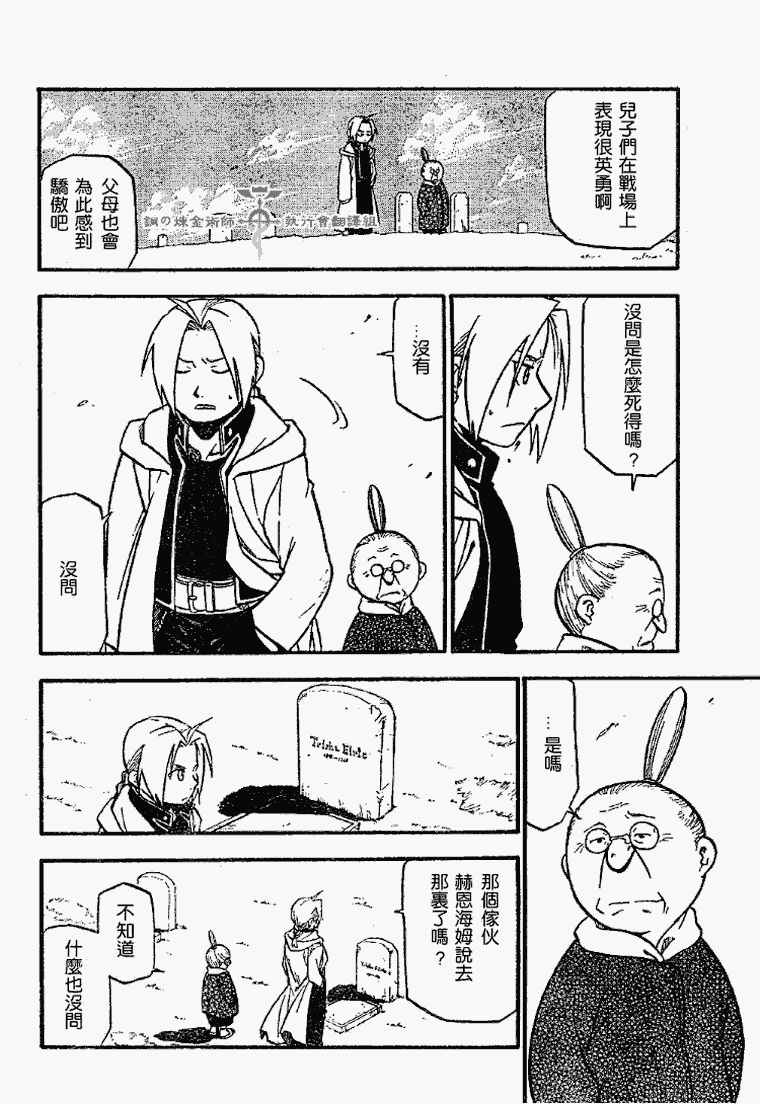 兒子們在戰場上
表現很英勇啊
父母也會
為此感到
驕傲吧
鋼の煉金術師 執行會翻譯組
沒問是怎麼死得嗎？
…沒有
沒問
Trisha Elric
…是嗎
那個傢伙
赫恩海姆說去
那裏了嗎？
不知道
什麼也沒問